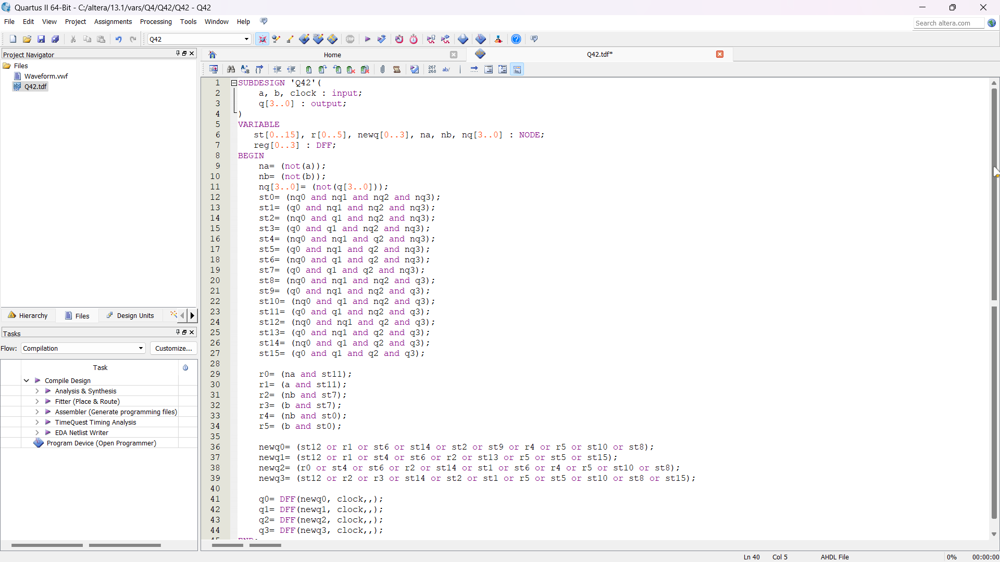 Quartus II 64-Bit - C:/altera/13.1/vars/Q4/Q42/Q42 - Q42
File Edit View Project Assignments Processing Tools Window Help
Search altera.com
Q42
STOP
Project Navigator
Files
Waveform.vwf
Q42.tdf
Hierarchy Files Design Units
Tasks
Flow: Compilation Customize...
Task
Compile Design
Analysis & Synthesis
Fitter (Place & Route)
Assembler (Generate programming files)
TimeQuest Timing Analysis
EDA Netlist Writer
Program Device (Open Programmer)
Home Q42.tdf*
267
268
ab/
1 SUBDESIGN 'Q42'(
2 a, b, clock : input;
3 q[3..0] : output;
4 )
5 VARIABLE
6 st[0..15], r[0..5], newq[0..3], na, nb, nq[3..0] : NODE;
7 reg[0..3] : DFF;
8 BEGIN
9 na= (not(a));
10 nb= (not(b));
11 nq[3..0]= (not(q[3..0]));
12 st0= (nq0 and nq1 and nq2 and nq3);
13 st1= (q0 and nq1 and nq2 and nq3);
14 st2= (nq0 and q1 and nq2 and nq3);
15 st3= (q0 and q1 and nq2 and nq3);
16 st4= (nq0 and nq1 and q2 and nq3);
17 st5= (q0 and nq1 and q2 and nq3);
18 st6= (nq0 and q1 and q2 and nq3);
19 st7= (q0 and q1 and q2 and nq3);
20 st8= (nq0 and nq1 and nq2 and q3);
21 st9= (q0 and nq1 and nq2 and q3);
22 st10= (nq0 and q1 and nq2 and q3);
23 st11= (q0 and q1 and nq2 and q3);
24 st12= (nq0 and nq1 and q2 and q3);
25 st13= (q0 and nq1 and q2 and q3);
26 st14= (nq0 and q1 and q2 and q3);
27 st15= (q0 and q1 and q2 and q3);
28
29 r0= (na and st11);
30 r1= (a and st11);
31 r2= (nb and st7);
32 r3= (b and st7);
33 r4= (nb and st0);
34 r5= (b and st0);
35
36 newq0= (st12 or r1 or st6 or st14 or st2 or st9 or r4 or r5 or st10 or st8);
37 newq1= (st12 or r1 or st4 or st6 or r2 or st13 or r5 or st5 or st15);
38 newq2= (r0 or st4 or st6 or r2 or st14 or st1 or st6 or r4 or r5 or st10 or st8);
39 newq3= (st12 or r2 or r3 or st14 or st2 or st1 or r5 or st5 or st10 or st8 or st15);
40
41 q0= DFF(newq0, clock,,);
42 q1= DFF(newq1, clock,,);
43 q2= DFF(newq2, clock,,);
44 q3= DFF(newq3, clock,,);
45 END;
Ln 40 Col 5 AHDL File 0% 00:00:00